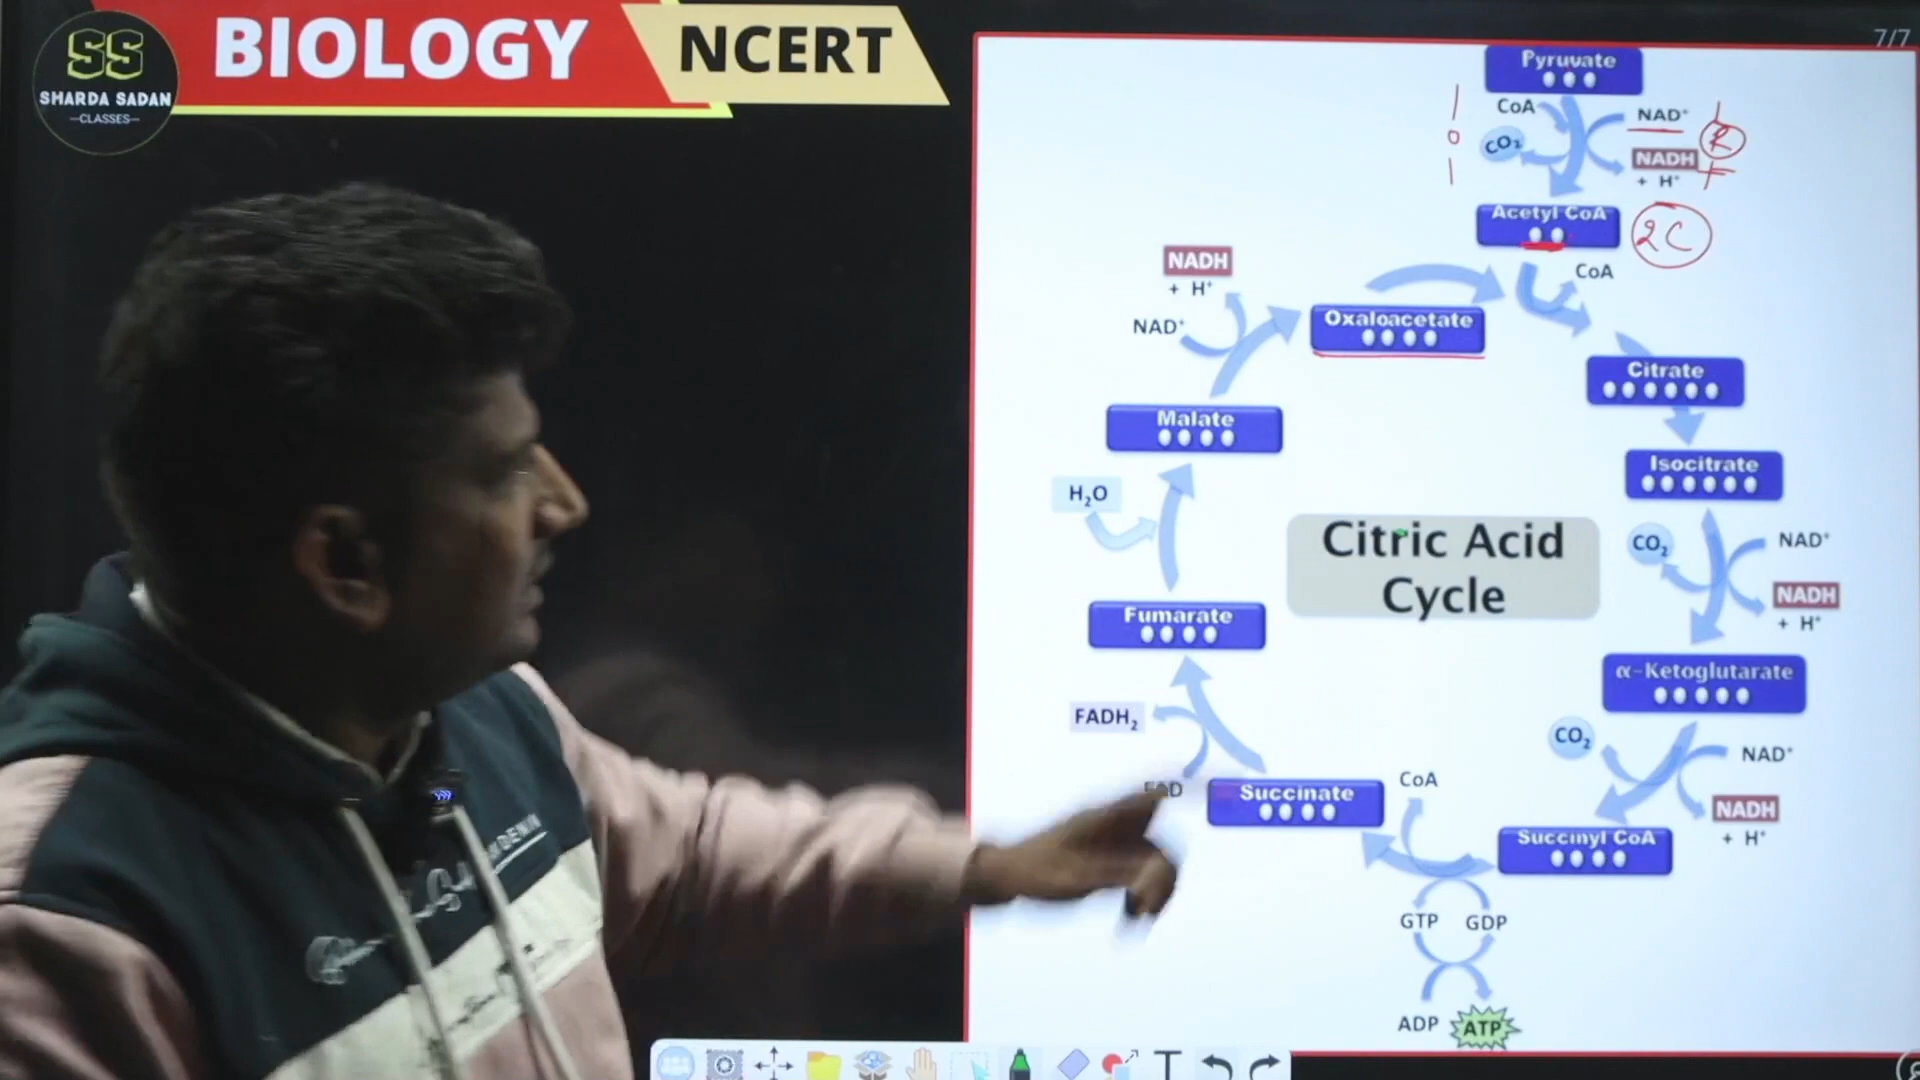 SS
SHARDA SADAN
—CLASSES—
BIOLOGY
NCERT
7/7
Pyruvate
CoA
NAD⁺
CO₂
NADH
+ H⁺
Acetyl CoA
2C
CoA
NADH
+ H⁺
NAD⁺
Oxaloacetate
Citrate
Malate
Isocitrate
H₂O
Citric Acid
Cycle
CO₂
NAD⁺
NADH
+ H⁺
Fumarate
α-Ketoglutarate
FADH₂
CO₂
NAD⁺
FAD
Succinate
CoA
NADH
+ H⁺
Succinyl CoA
GTP
GDP
ADP
ATP
T